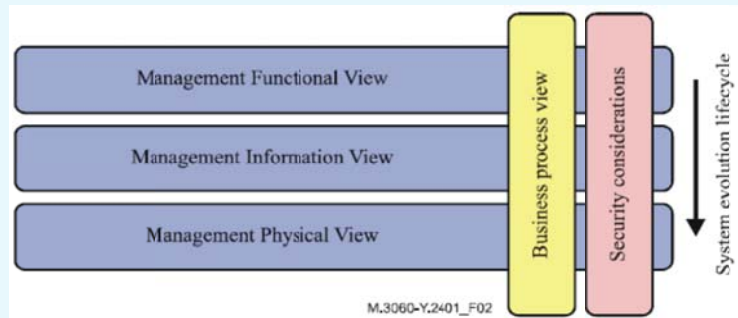 Management Functional View
Management Information View
Management Physical View
Business process view
Security considerations
System evolution lifecycle
M.3060-Y.2401_F02